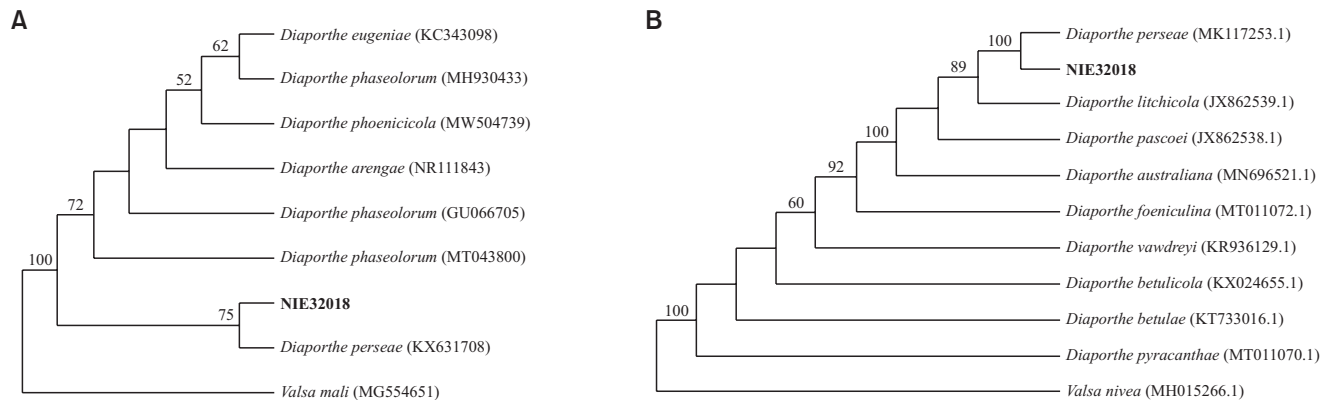 A
62
Diaporthe eugeniae (KC343098)
Diaporthe phaseolorum (MH930433)
52
Diaporthe phoenicicola (MW504739)
Diaporthe arengae (NR111843)
Diaporthe phaseolorum (GU066705)
72
Diaporthe phaseolorum (MT043800)
100
NIE32018
75
Diaporthe perseae (KX631708)
Valsa mali (MG554651)
B
100
Diaporthe perseae (MK117253.1)
NIE32018
89
Diaporthe litchicola (JX862539.1)
100
Diaporthe pascoei (JX862538.1)
Diaporthe australiana (MN696521.1)
92
Diaporthe foeniculina (MT011072.1)
60
Diaporthe vawdreyi (KR936129.1)
Diaporthe betulicola (KX024655.1)
Diaporthe betulae (KT733016.1)
100
Diaporthe pyracanthae (MT011070.1)
Valsa nivea (MH015266.1)